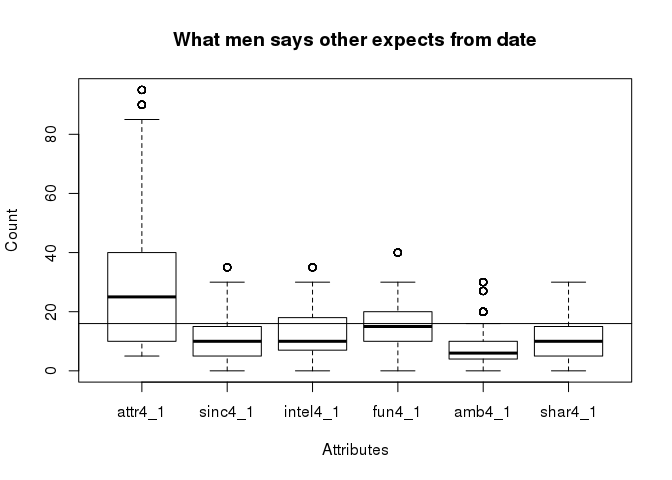 What men says other expects from date
Count
80
60
40
20
0
attr4_1 sinc4_1 intel4_1 fun4_1 amb4_1 shar4_1
Attributes